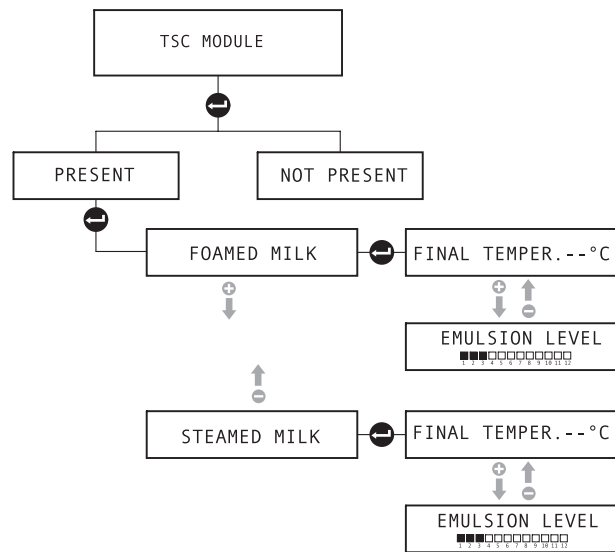 TSC MODULE
PRESENT
NOT PRESENT
FOAMED MILK
FINAL TEMPER.--°C
EMULSION LEVEL
1 2 3 4 5 6 7 8 9 10 11 12
STEAMED MILK
FINAL TEMPER.--°C
EMULSION LEVEL
1 2 3 4 5 6 7 8 9 10 11 12